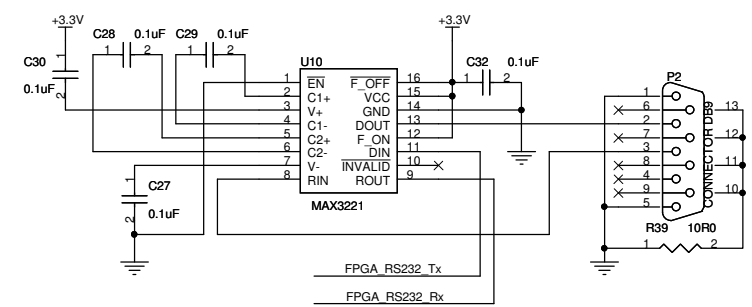 +3.3V
C28 0.1uF C29 0.1uF
1 2 1 2
C30 1
0.1uF 2
+3.3V
C32 0.1uF
1 2
U10
1 EN F_OFF 16
2 C1+ VCC 15
3 V+ GND 14
4 C1- DOUT 13
5 C2+ F_ON 12
6 C2- DIN 11
7 V- INVALID 10
8 RIN ROUT 9
MAX3221
1 C27
2 0.1uF
P2
CONNECTOR DB9
1
6
2
7
3
8
4
9
5
13
12
11
10
R39 10R0
1 2
FPGA_RS232_Tx
FPGA_RS232_Rx